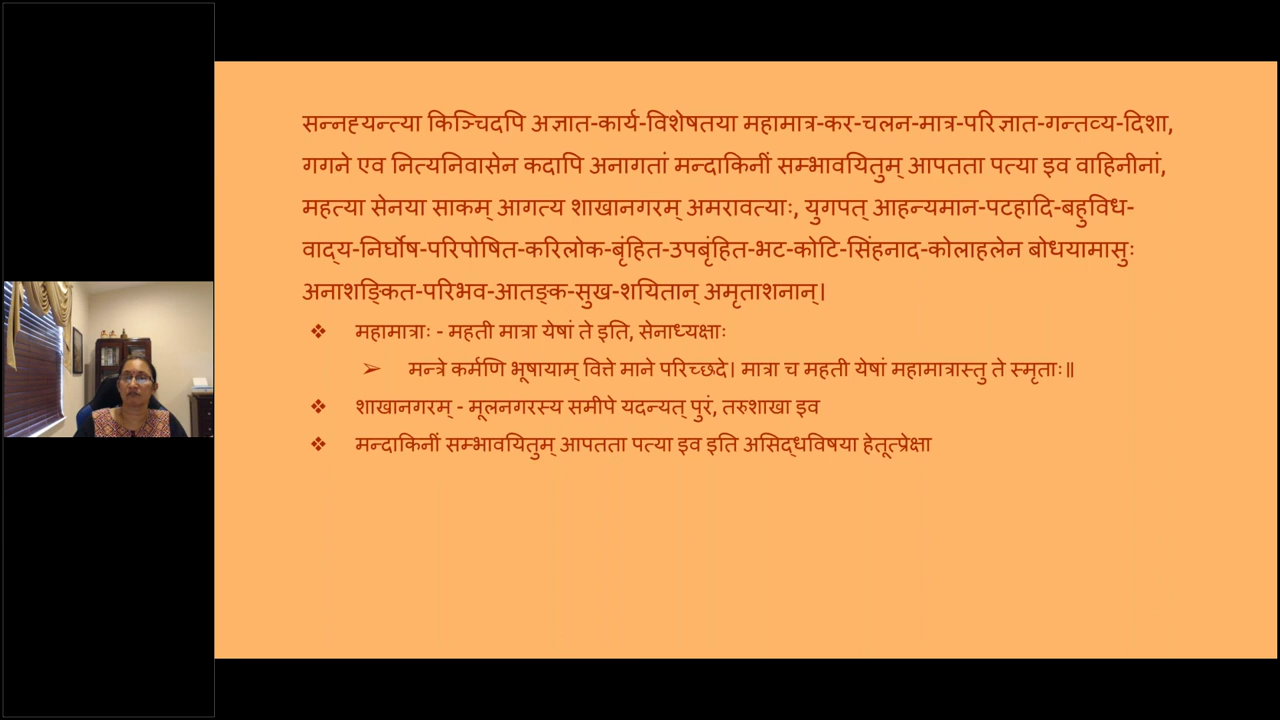 सन्नह्यन्त्या किञ्चिदपि अज्ञात-कार्य-विशेषतया महामात्र-कर-चलन-मात्र-परिज्ञात-गन्तव्य-दिशा,
गगने एव नित्यनिवासेन कदापि अनागतां मन्दाकिनीं सम्भावयितुम् आपतता पत्या इव वाहिनीनां,
महत्या सेनया साकम् आगत्य शाखानगरम् अमरावत्याः, युगपत् आहन्यमान-पटहादि-बहुविध-
वाद्य-निर्घोष-परिपोषित-करिलोक-बृंहित-उपबृंहित-भट-कोटि-सिंहनाद-कोलाहलेन बोधयामासुः
अनाशङ्कित-परिभव-आतङ्क-सुख-शयितान् अमृताशनान्।
❖ महामात्राः - महती मात्रा येषां ते इति, सेनाध्यक्षाः
➢ मन्त्रे कर्मणि भूषायाम् वित्ते माने परिच्छदे। मात्रा च महती येषां महामात्रास्तु ते स्मृताः॥
❖ शाखानगरम् - मूलनगरस्य समीपे यदन्यत् पुरं, तरुशाखा इव
❖ मन्दाकिनीं सम्भावयितुम् आपतता पत्या इव इति असिद्धविषया हेतूत्प्रेक्षा